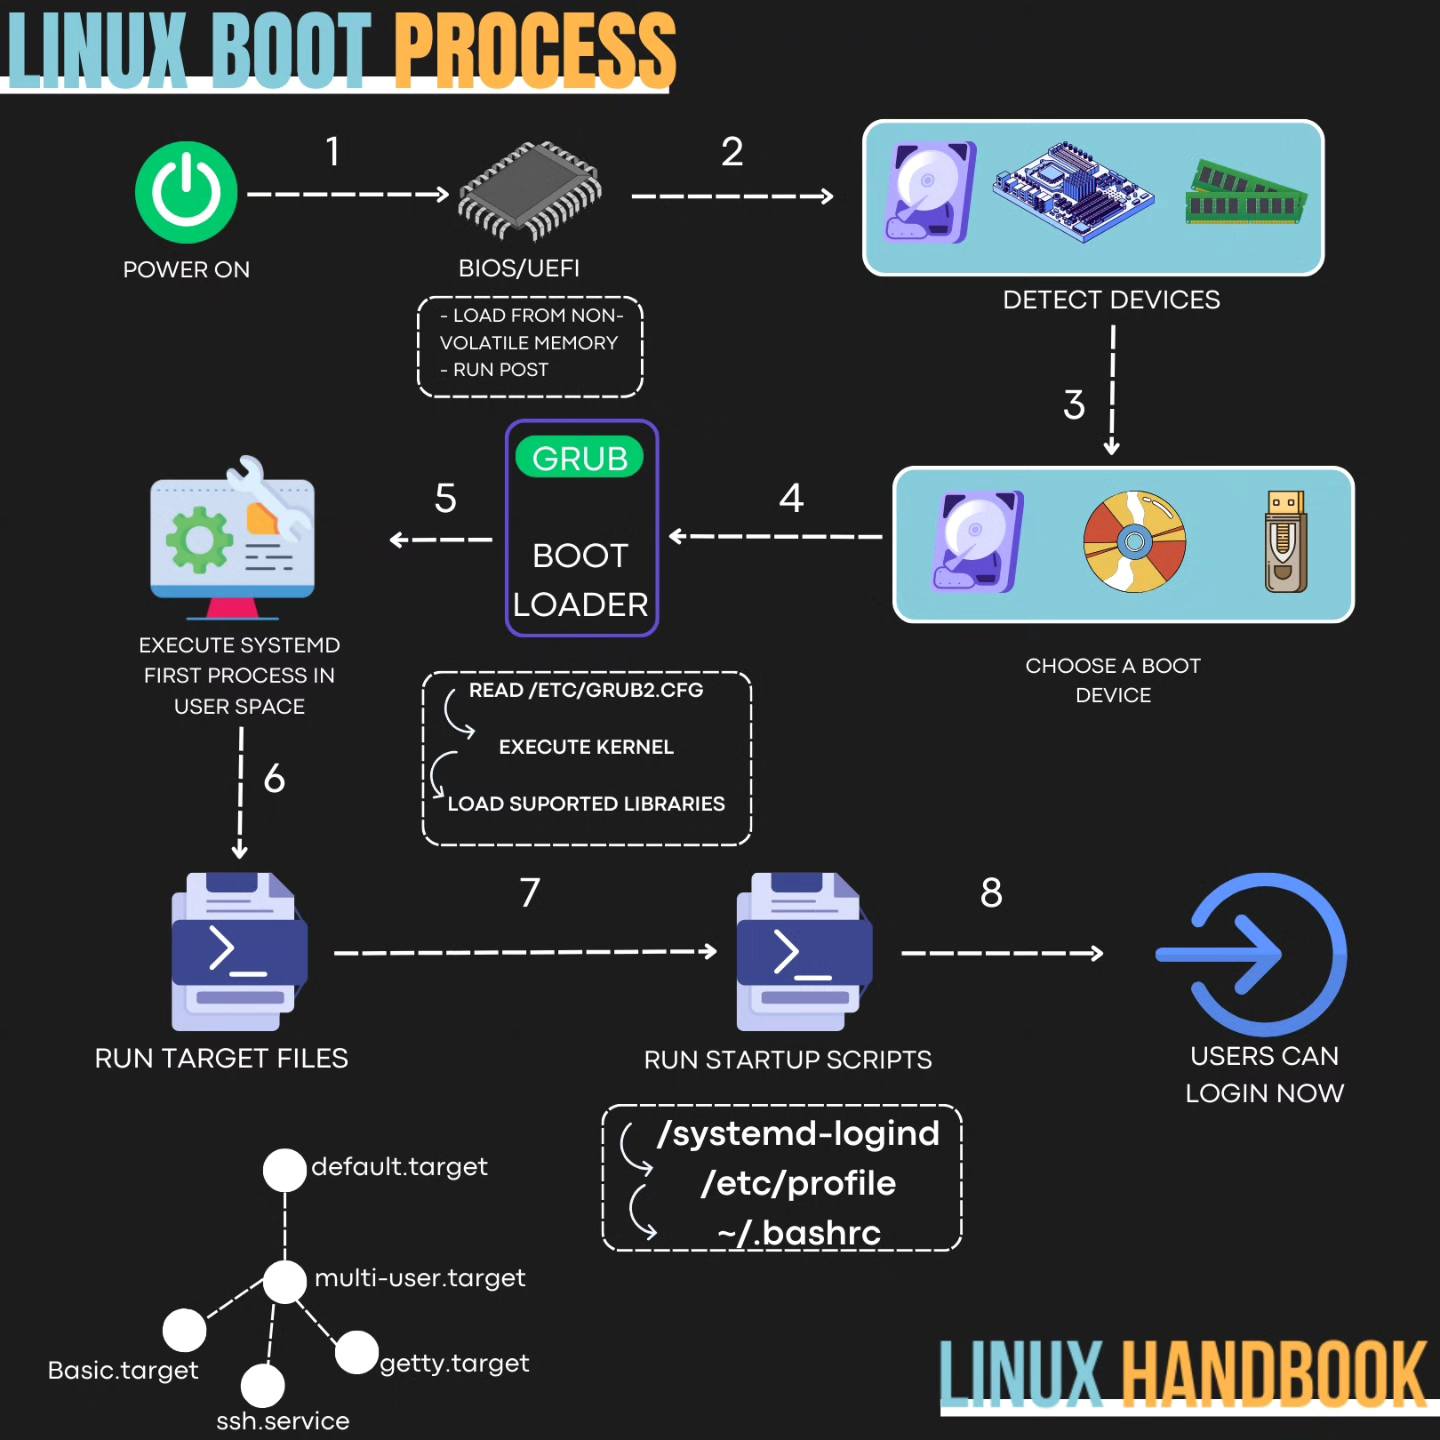 LINUX BOOT PROCESS
1
2
POWER ON
BIOS/UEFI
- LOAD FROM NON-
VOLATILE MEMORY
- RUN POST
DETECT DEVICES
3
GRUB
BOOT
LOADER
5
4
EXECUTE SYSTEMD
FIRST PROCESS IN
USER SPACE
CHOOSE A BOOT
DEVICE
READ /ETC/GRUB2.CFG
EXECUTE KERNEL
LOAD SUPORTED LIBRARIES
6
7
8
RUN TARGET FILES
RUN STARTUP SCRIPTS
USERS CAN
LOGIN NOW
/systemd-logind
/etc/profile
~/.bashrc
default.target
multi-user.target
Basic.target
getty.target
ssh.service
LINUX HANDBOOK